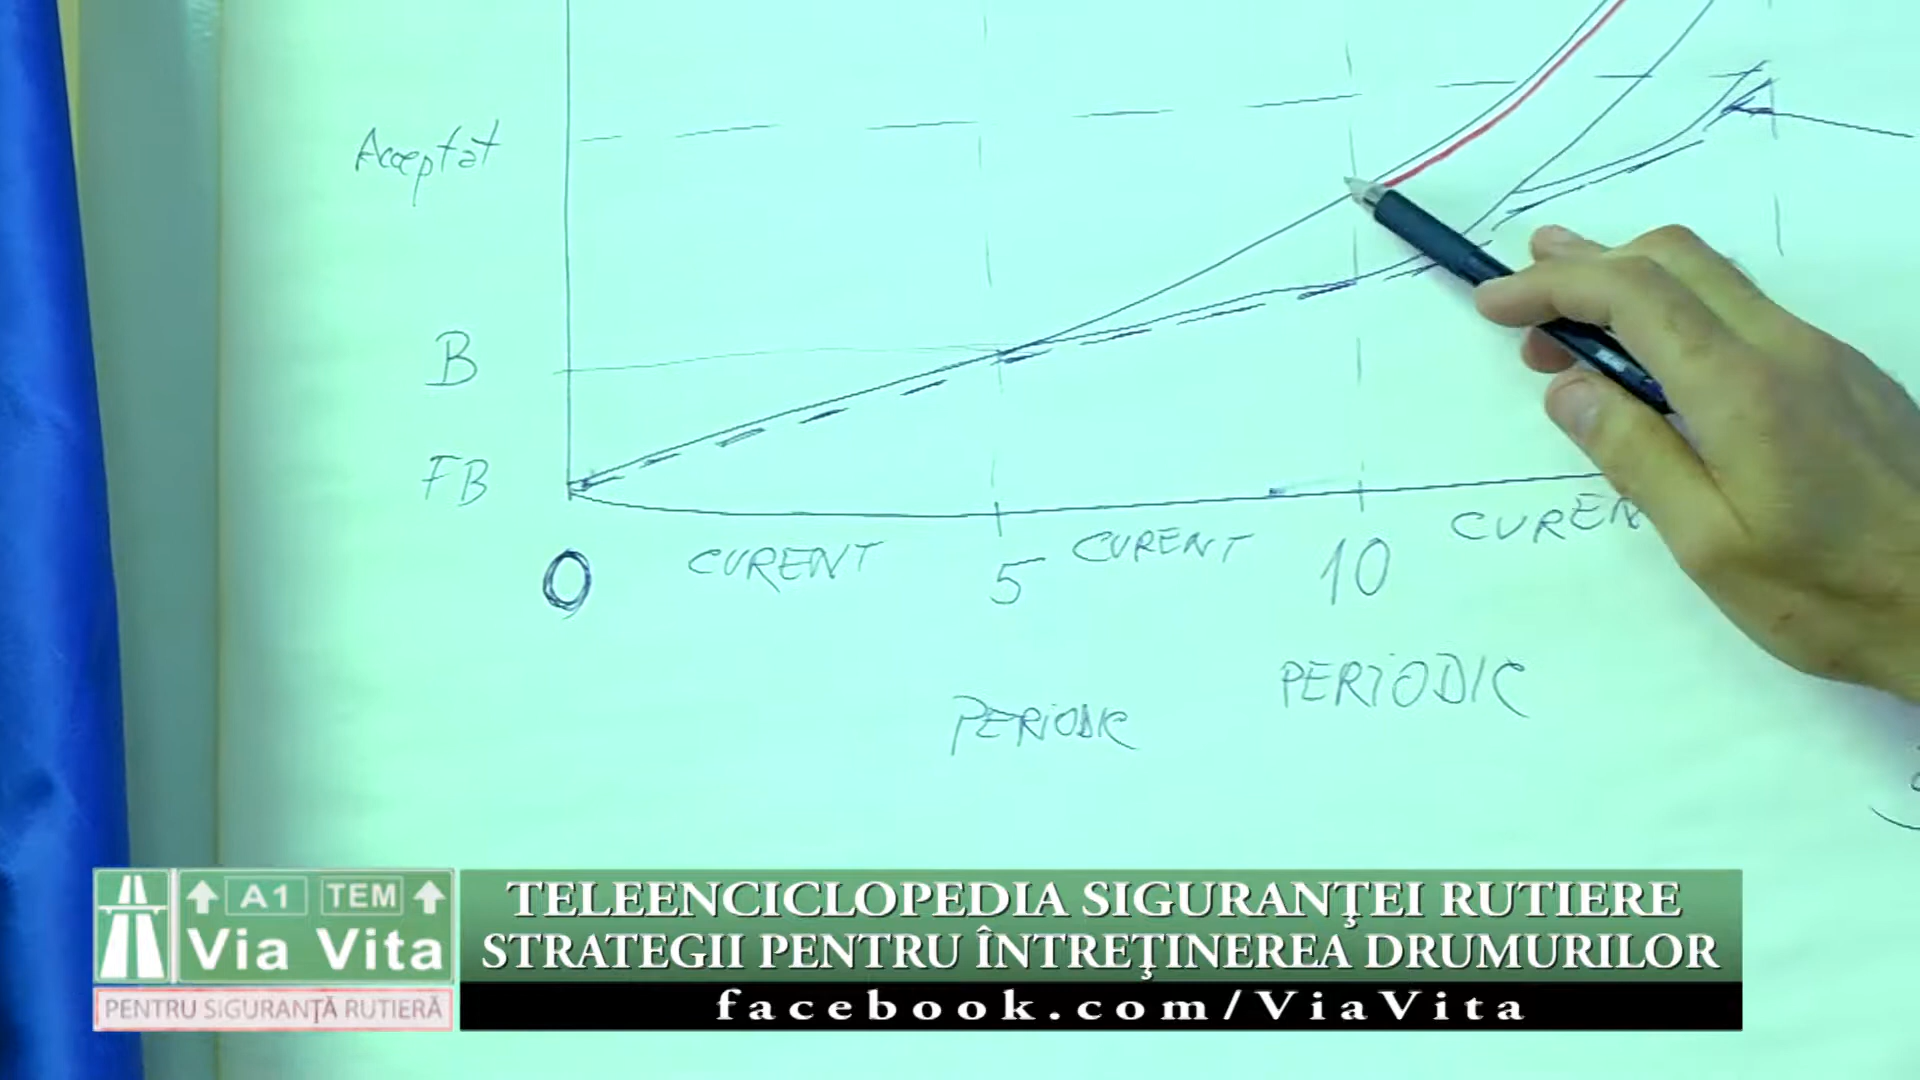 Acceptat
B
FB
0 CURENT 5 CURENT 10
PERIODIC
PERIODIC
A1 TEM
Via Vita
PENTRU SIGURANȚĂ RUTIERĂ
TELEENCICLOPEDIA SIGURANŢEI RUTIERE
STRATEGII PENTRU ÎNTREŢINEREA DRUMURILOR
facebook.com/ViaVita